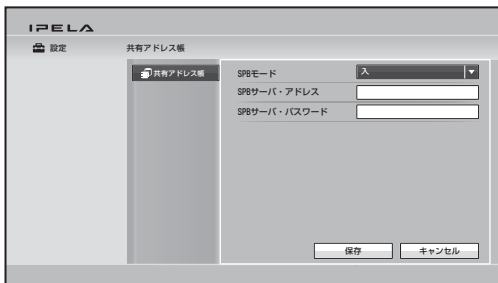 IPELA
設定 共有アドレス帳
共有アドレス帳
SPBモード 入
SPBサーバ・アドレス
SPBサーバ・パスワード
保存 キャンセル